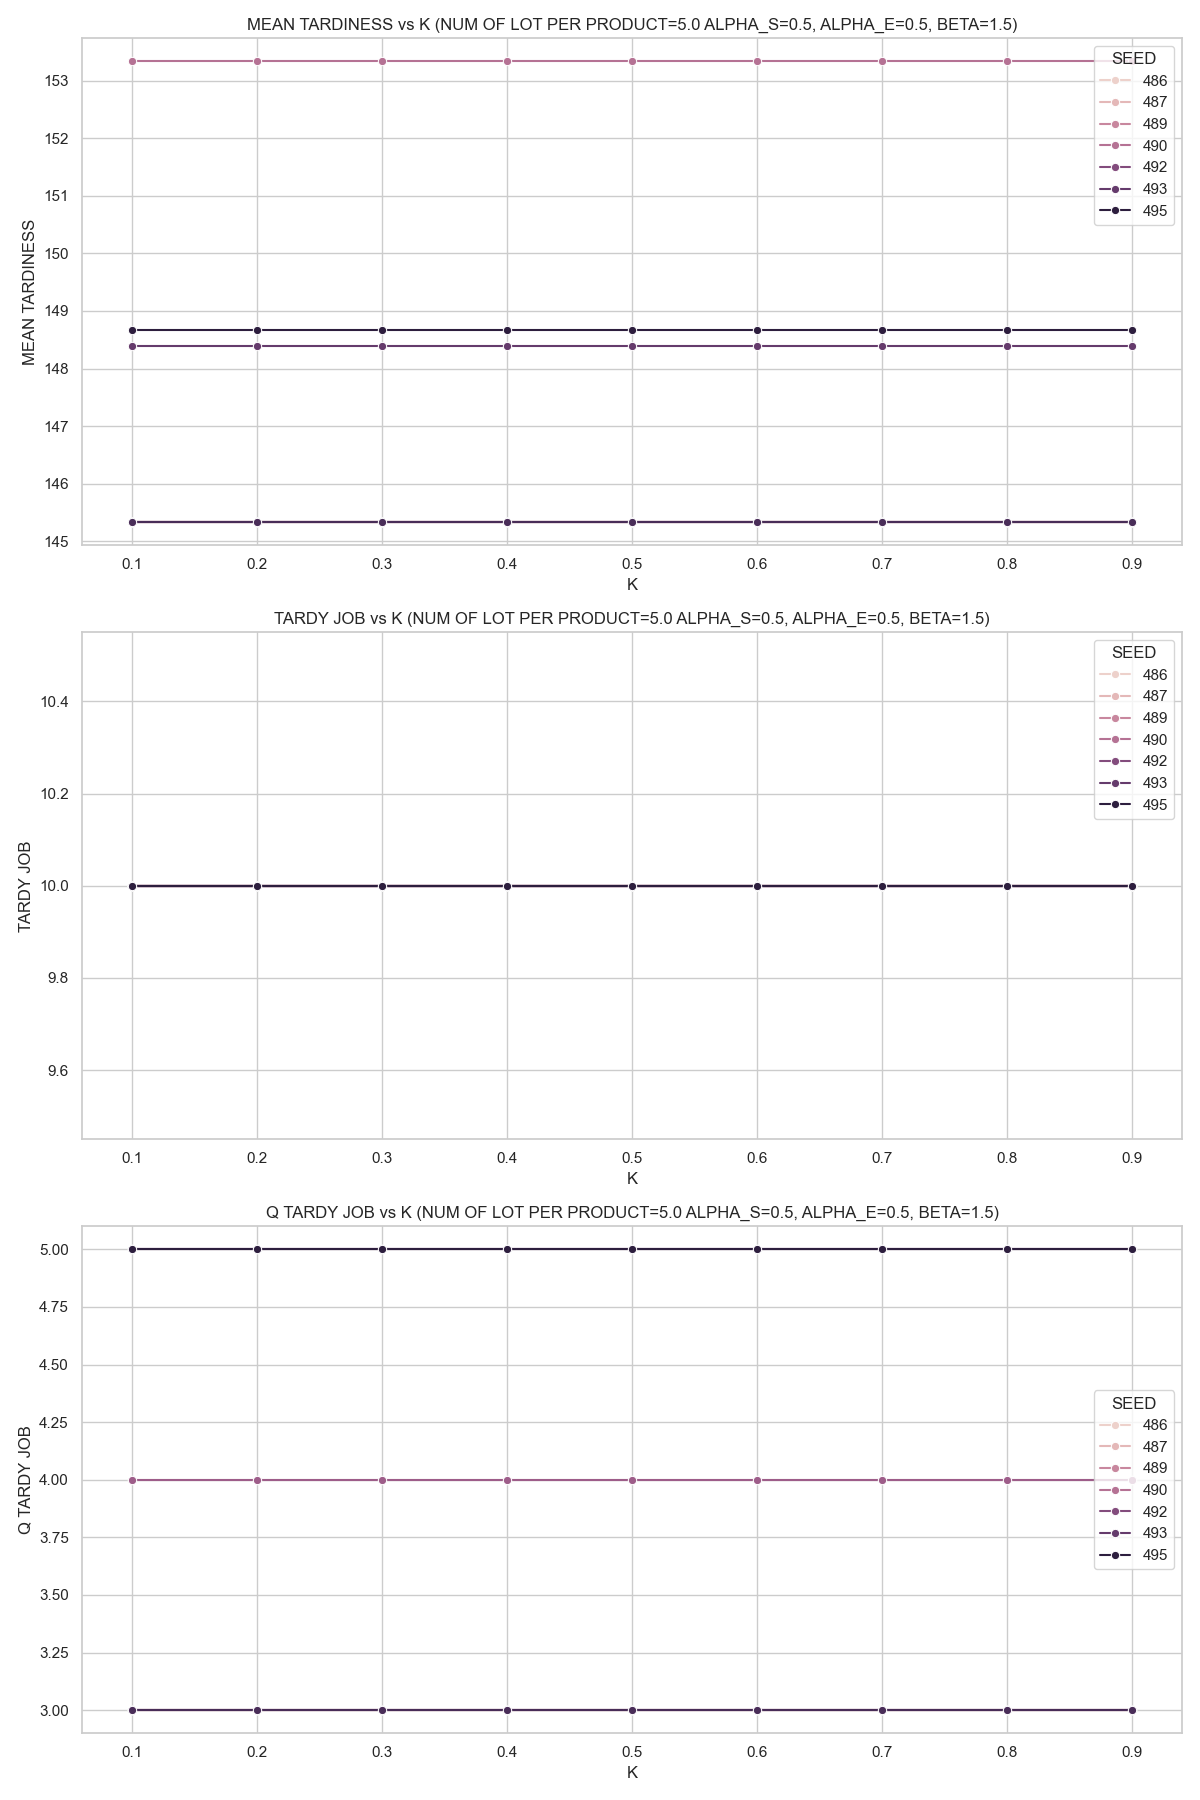 MEAN TARDINESS vs K (NUM OF LOT PER PRODUCT=5.0 ALPHA_S=0.5, ALPHA_E=0.5, BETA=1.5)
MEAN TARDINESS
153
152
151
150
149
148
147
146
145
SEED
486
487
489
490
492
493
495
0.1 0.2 0.3 0.4 0.5 0.6 0.7 0.8 0.9
K
TARDY JOB vs K (NUM OF LOT PER PRODUCT=5.0 ALPHA_S=0.5, ALPHA_E=0.5, BETA=1.5)
TARDY JOB
10.4
10.2
10.0
9.8
9.6
SEED
486
487
489
490
492
493
495
0.1 0.2 0.3 0.4 0.5 0.6 0.7 0.8 0.9
K
Q TARDY JOB vs K (NUM OF LOT PER PRODUCT=5.0 ALPHA_S=0.5, ALPHA_E=0.5, BETA=1.5)
Q TARDY JOB
5.00
4.75
4.50
4.25
4.00
3.75
3.50
3.25
3.00
SEED
486
487
489
490
492
493
495
0.1 0.2 0.3 0.4 0.5 0.6 0.7 0.8 0.9
K